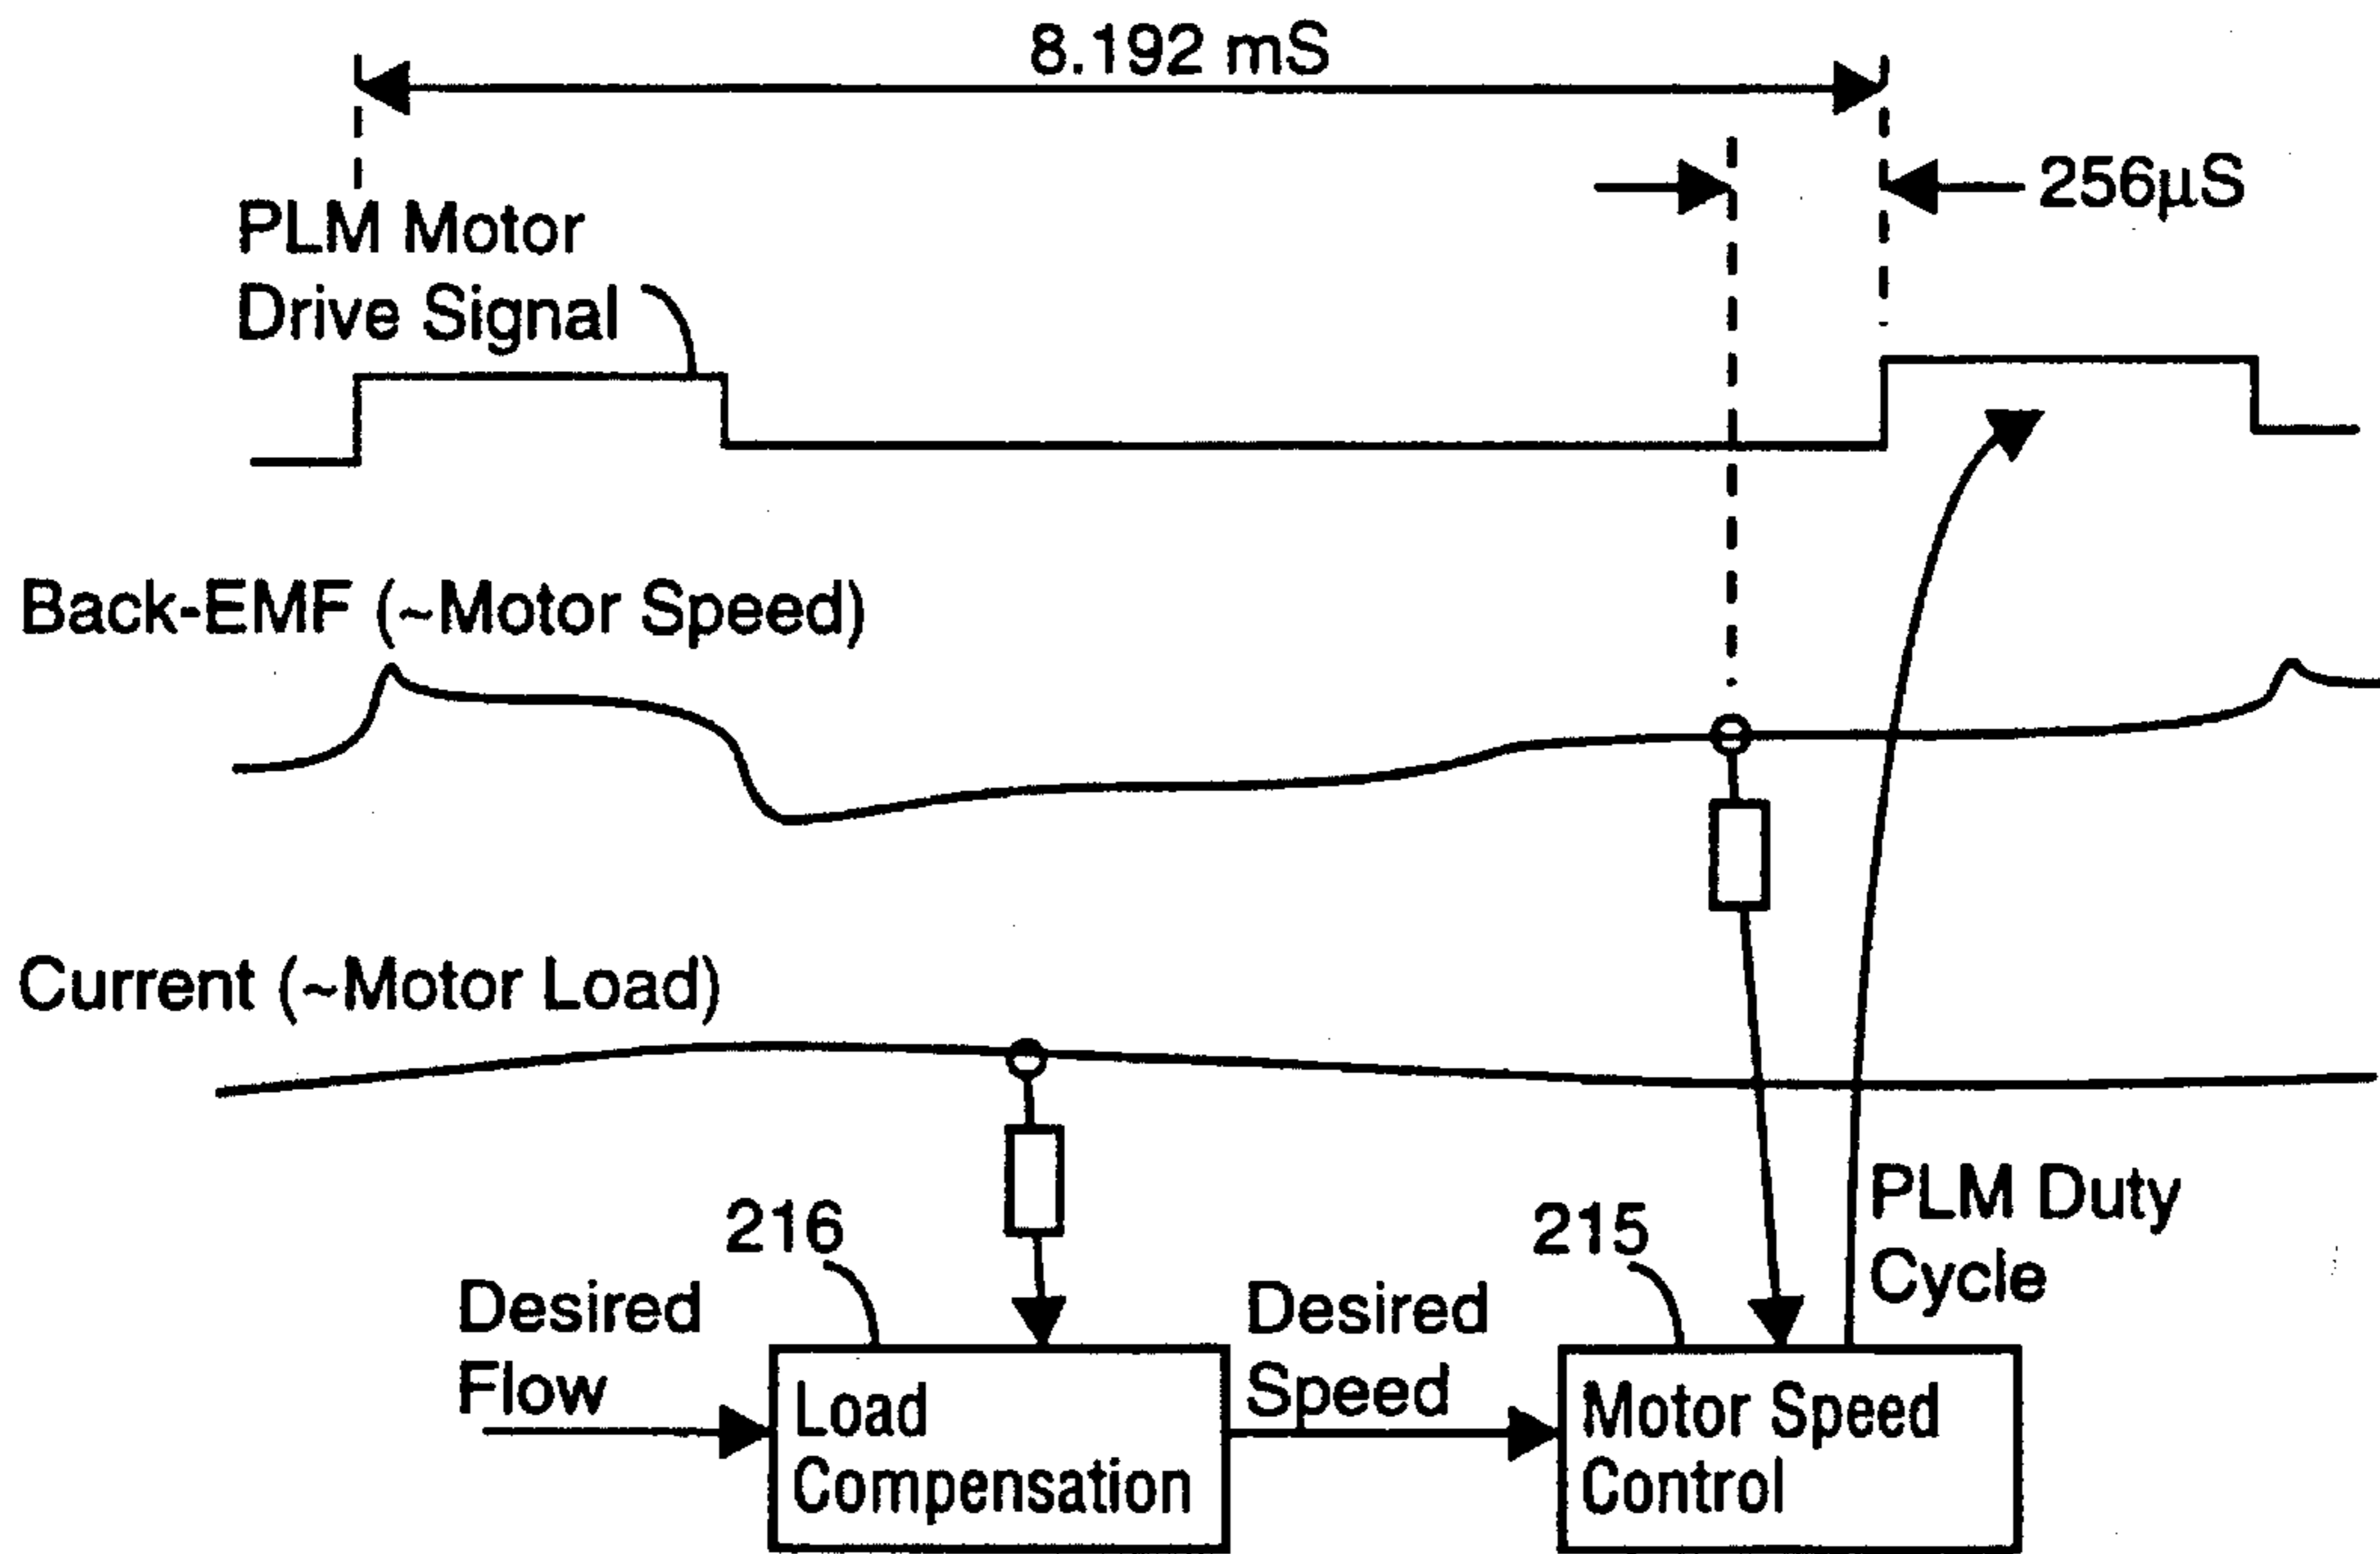 8.192 mS
256μS
PLM Motor
Drive Signal
Back-EMF (~Motor Speed)
Current (~Motor Load)
PLM Duty
Cycle
216
215
Desired
Flow
Desired
Speed
Load
Compensation
Motor Speed
Control